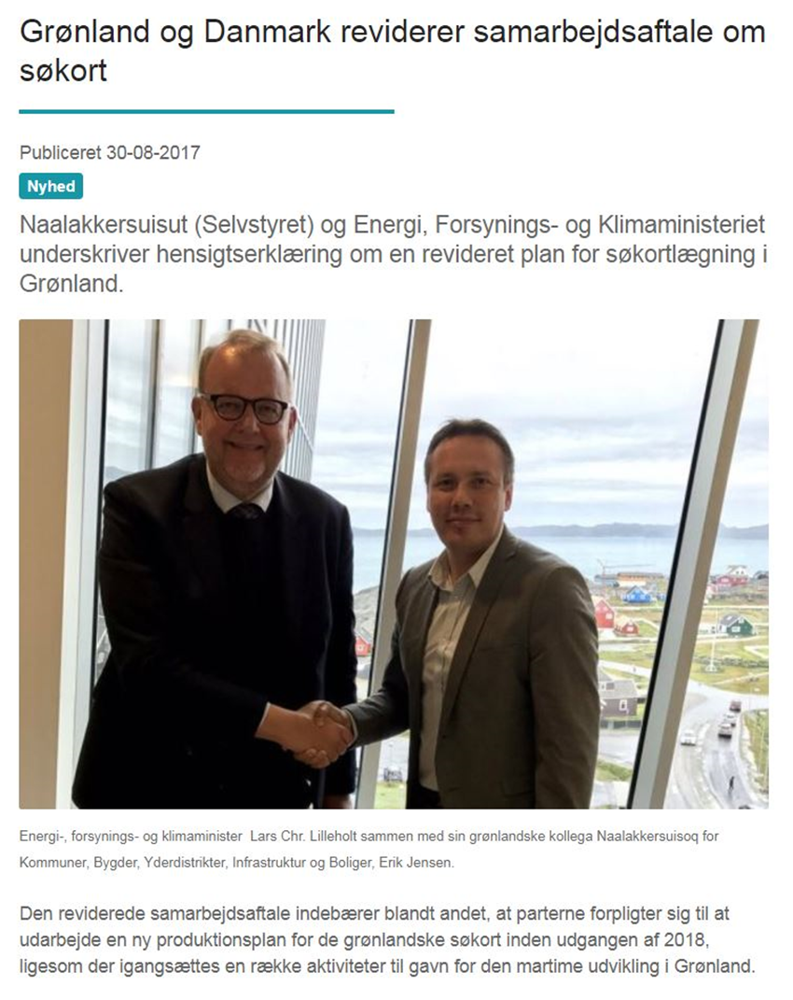 Grønland og Danmark reviderer samarbejdsaftale om
søkort
Publiceret 30-08-2017
Nyhed
Naalakkersuisut (Selvstyret) og Energi, Forsynings- og Klimaministeriet
underskriver hensigtserklæring om en revideret plan for søkortlægning i
Grønland.
Energi-, forsynings- og klimaminister Lars Chr. Lilleholt sammen med sin grønlandske kollega Naalakkersuisoq for
Kommuner, Bygder, Yderdistrikter, Infrastruktur og Boliger, Erik Jensen.
Den reviderede samarbejdsaftale indebærer blandt andet, at parterne forpligter sig til at
udarbejde en ny produktionsplan for de grønlandske søkort inden udgangen af 2018,
ligesom der igangsættes en række aktiviteter til gavn for den martime udvikling i Grønland.